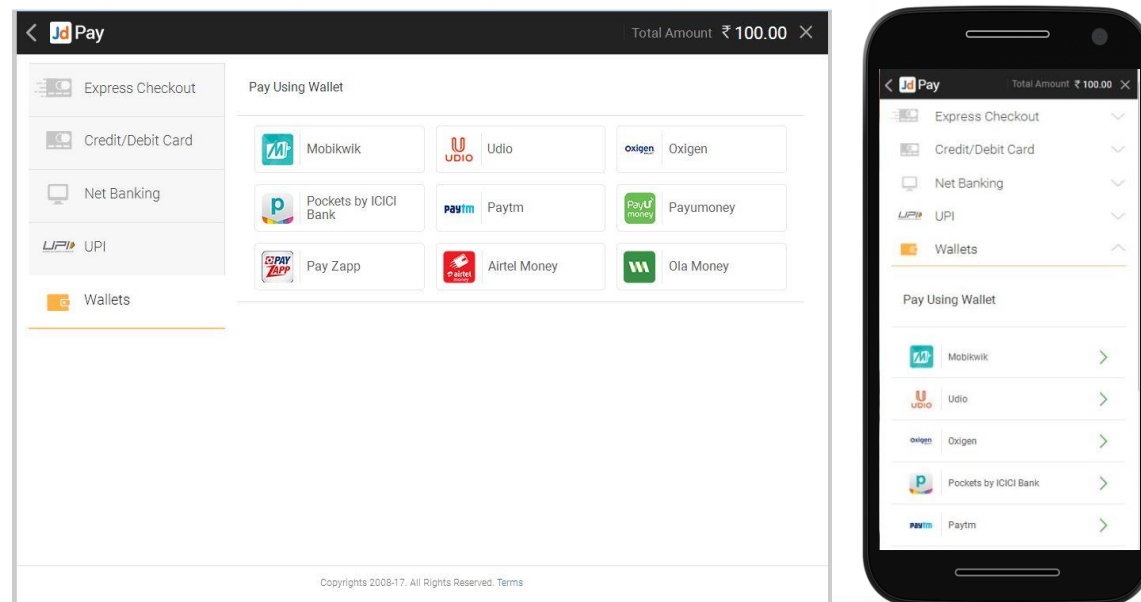 Jd Pay
Total Amount ₹ 100.00
Express Checkout
Credit/Debit Card
Net Banking
UPI UPI
Wallets
Pay Using Wallet
Mobikwik
UDIO Udio
Oxigen Oxigen
p Pockets by ICICI
Bank
Paytm Paytm
PayU money Payumoney
PAY ZAPP Pay Zapp
airtel money Airtel Money
Ola Money
Copyrights 2008-17. All Rights Reserved. Terms
Jd Pay
Total Amount ₹ 100.00
Express Checkout
Credit/Debit Card
Net Banking
UPI UPI
Wallets
Pay Using Wallet
Mobikwik
UDIO Udio
Oxigen Oxigen
p Pockets by ICICI Bank
Paytm Paytm